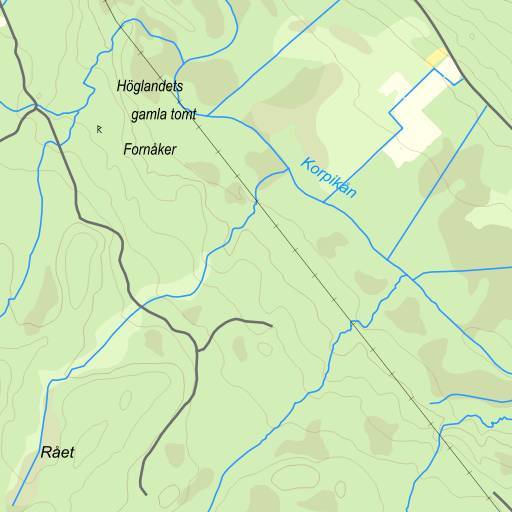 Höglandets
gamla tomt
R
Fornåker
Korpikån
Rået